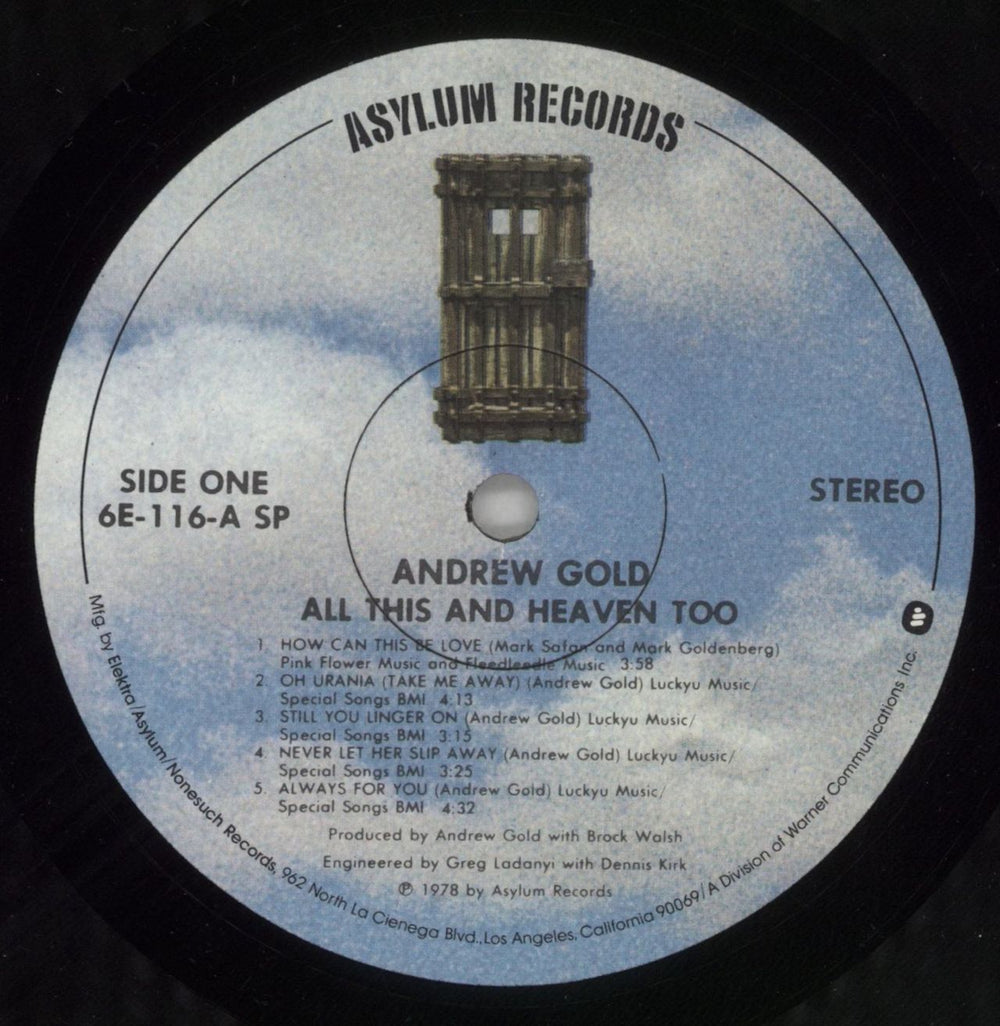 ASYLUM RECORDS
SIDE ONE
6E-116-A SP
STEREO
ANDREW GOLD
ALL THIS AND HEAVEN TOO
1. HOW CAN THIS BE LOVE (Mark Safan and Mark Goldenberg)
Pink Flower Music and Fleedleedle Music 3:58
2. OH URANIA (TAKE ME AWAY) (Andrew Gold) Luckyu Music/
Special Songs BMI 4:13
3. STILL YOU LINGER ON (Andrew Gold) Luckyu Music/
Special Songs BMI 3:15
4. NEVER LET HER SLIP AWAY (Andrew Gold) Luckyu Music/
Special Songs BMI 3:25
5. ALWAYS FOR YOU (Andrew Gold) Luckyu Music/
Special Songs BMI 4:32
Produced by Andrew Gold with Brock Walsh
Engineered by Greg Ladanyi with Dennis Kirk
℗ 1978 by Asylum Records
Mfg. by Elektra/Asylum/Nonesuch Records, 962 North La Cienega Blvd., Los Angeles, California 90069/A Division of Warner Communications Inc.